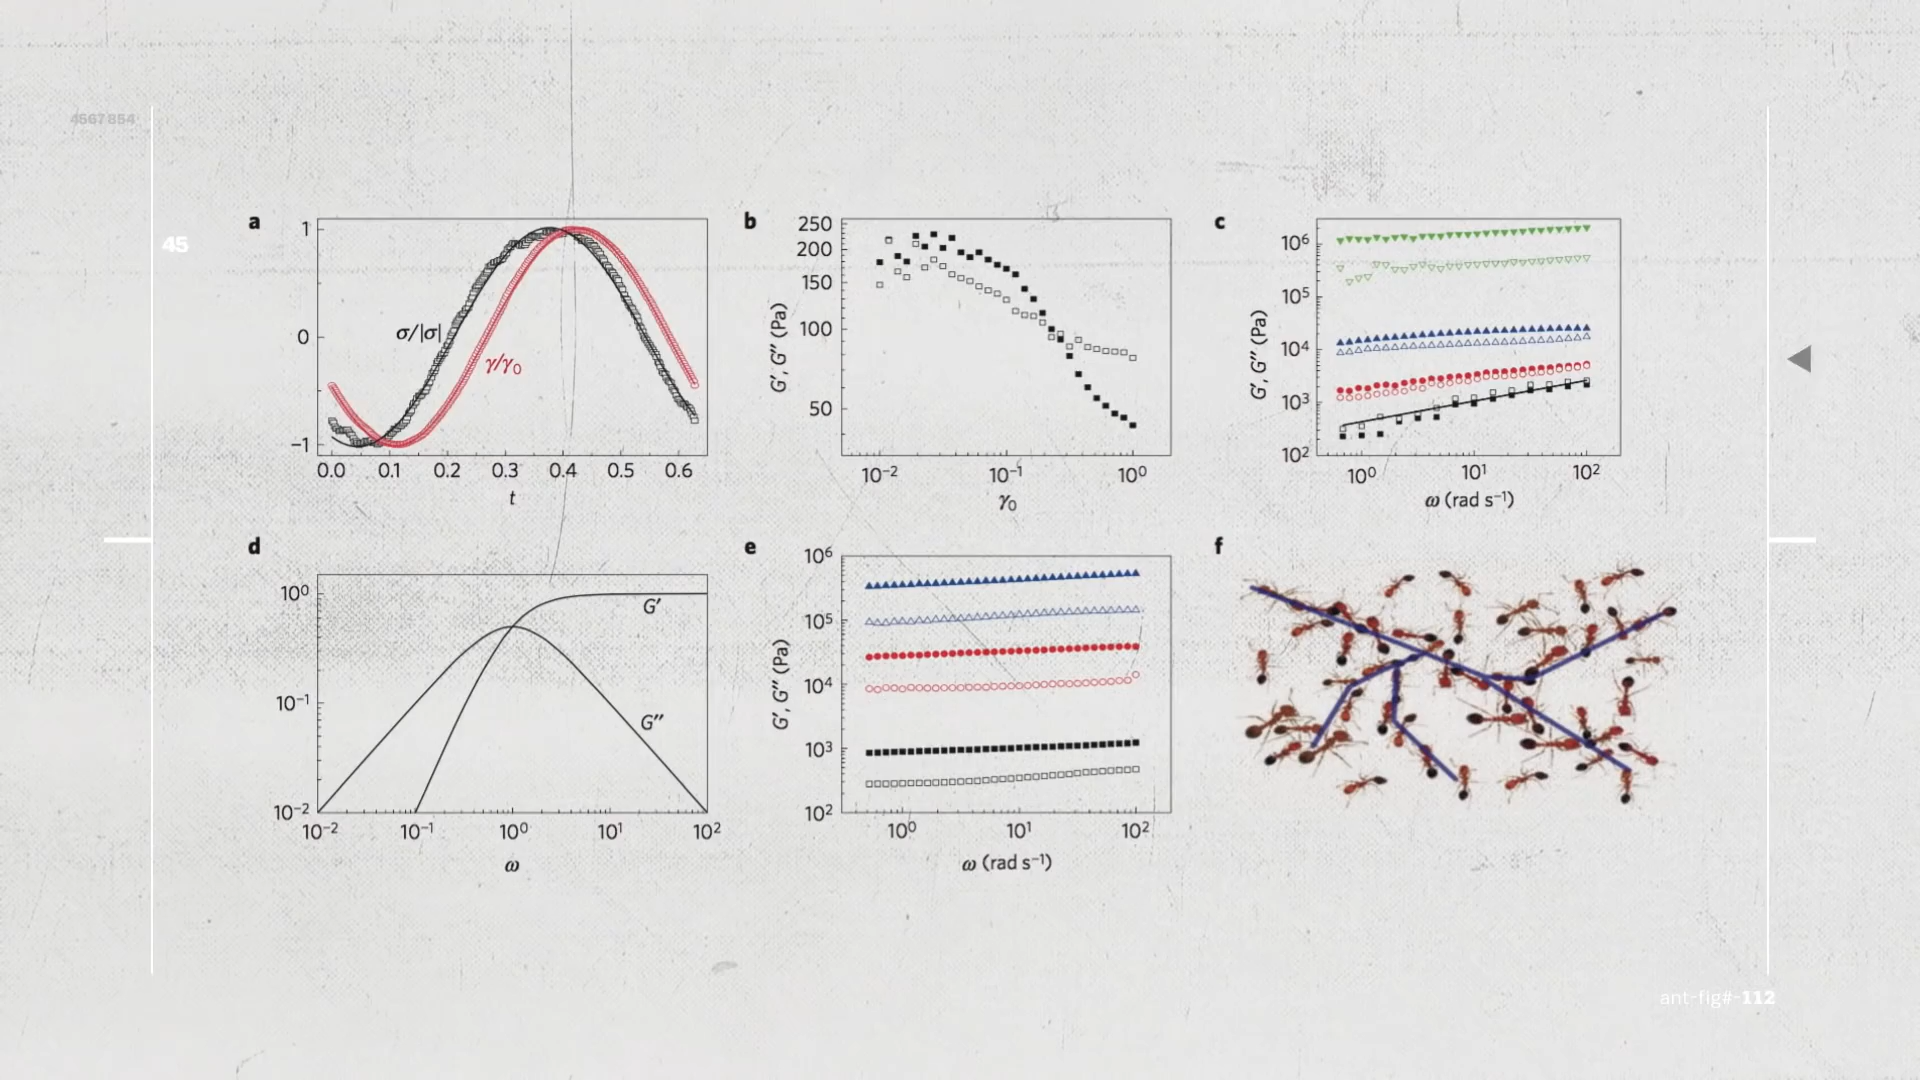 4567854
45
a
1
0
−1
σ/|σ|
γ/γ₀
0.0 0.1 0.2 0.3 0.4 0.5 0.6
t
b
250
200
150
100
50
G′, G″ (Pa)
10⁻² 10⁻¹ 10⁰
γ₀
c
10⁶
10⁵
10⁴
10³
10²
G′, G″ (Pa)
10⁰ 10¹ 10²
ω (rad s⁻¹)
d
10⁰
10⁻¹
10⁻²
G′
G″
10⁻² 10⁻¹ 10⁰ 10¹ 10²
ω
e
10⁶
10⁵
10⁴
10³
10²
G′, G″ (Pa)
10⁰ 10¹ 10²
ω (rad s⁻¹)
f
ant-fig#-112